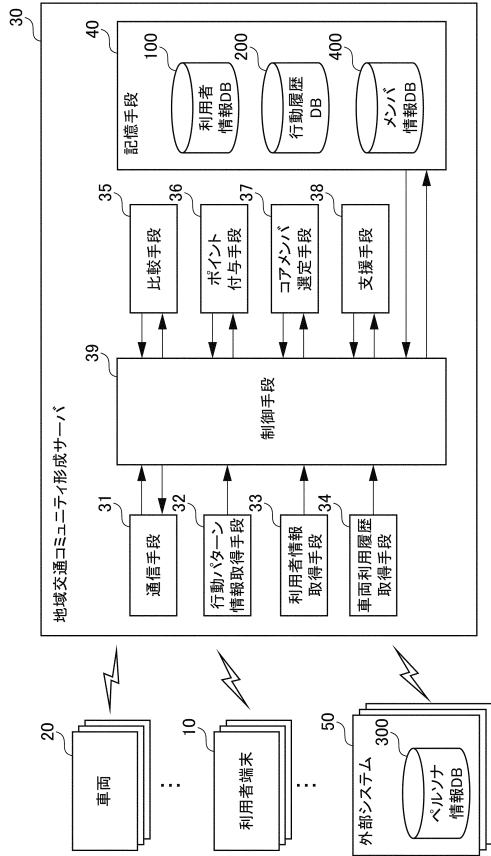 30
地域交通コミュニティ形成サーバ
20
車両
…
10
利用者端末
…
50
外部システム
300
ペルソナ
情報DB
31
通信手段
32
行動パターン
情報取得手段
33
利用者情報
取得手段
34
車両利用履歴
取得手段
39
制御手段
35
比較手段
36
ポイント
付与手段
37
コアメンバ
選定手段
38
支援手段
40
記憶手段
100
利用者
情報DB
200
行動履歴
DB
400
メンバ
情報DB